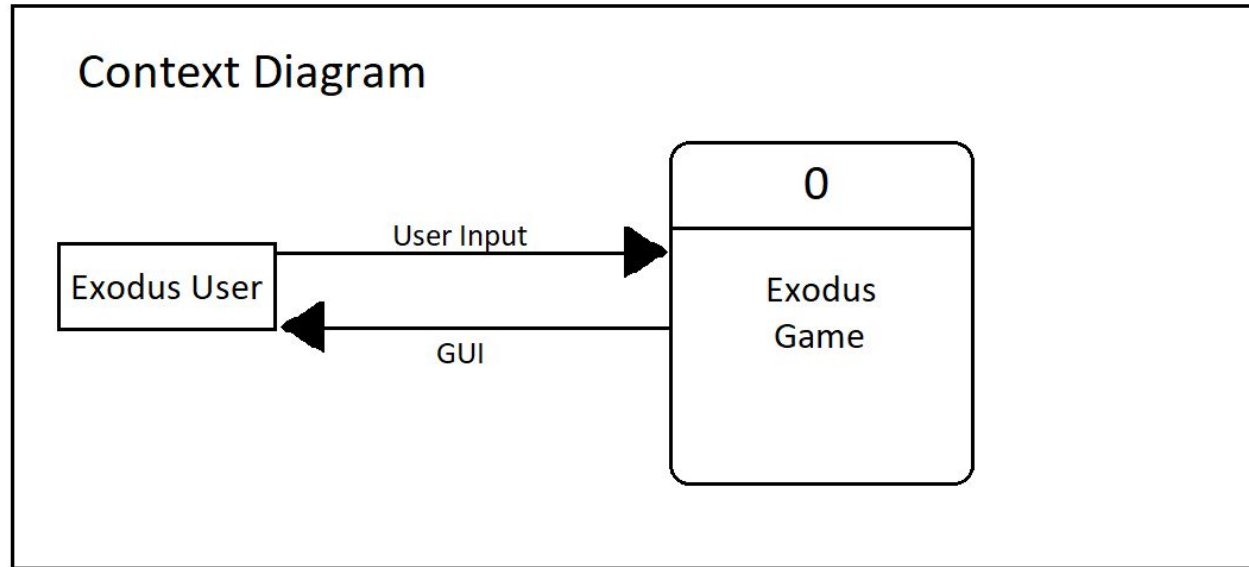 Context Diagram
0
User Input
Exodus User
Exodus
Game
GUI